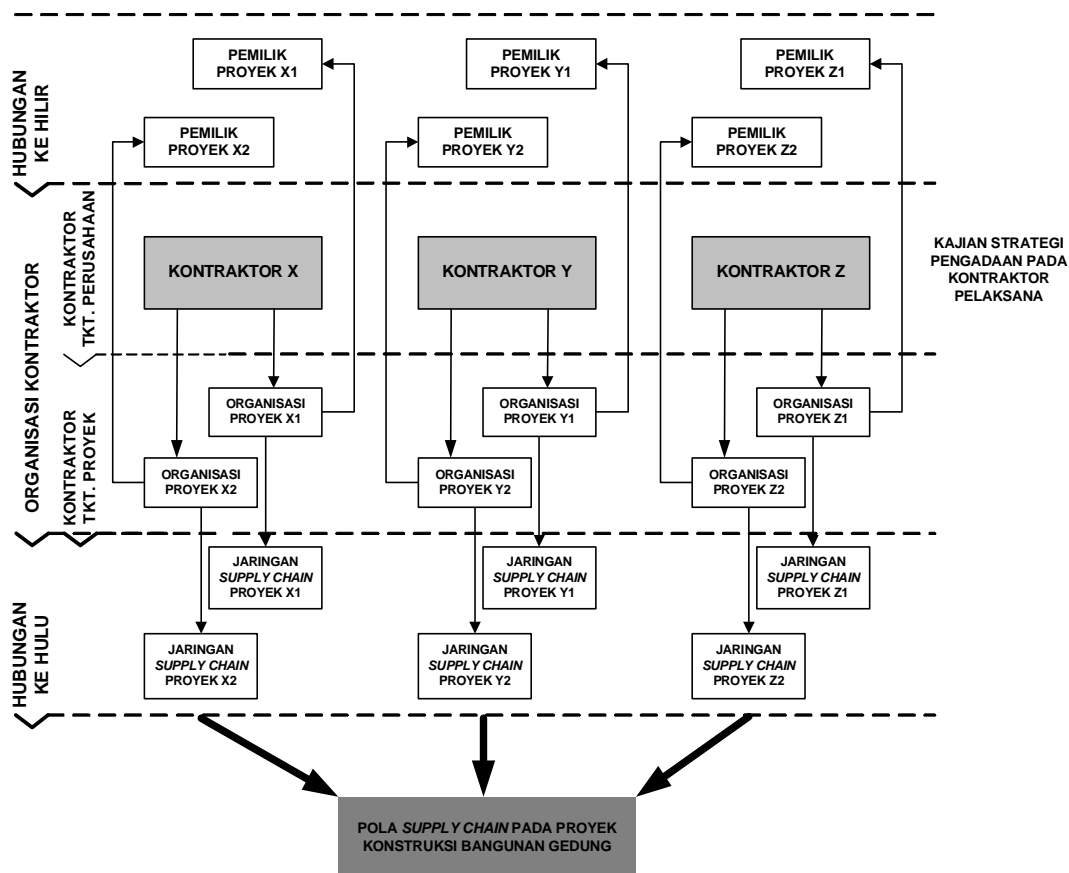 PEMILIK
PROYEK X1
PEMILIK
PROYEK Y1
PEMILIK
PROYEK Z1
HUBUNGAN
KE HILIR
PEMILIK
PROYEK X2
PEMILIK
PROYEK Y2
PEMILIK
PROYEK Z2
ORGANISASI KONTRAKTOR
KONTRAKTOR
TKT. PERUSAHAAN
KONTRAKTOR X
KONTRAKTOR Y
KONTRAKTOR Z
KAJIAN STRATEGI
PENGADAAN PADA
KONTRAKTOR
PELAKSANA
KONTRAKTOR
TKT. PROYEK
ORGANISASI
PROYEK X1
ORGANISASI
PROYEK Y1
ORGANISASI
PROYEK Z1
ORGANISASI
PROYEK X2
ORGANISASI
PROYEK Y2
ORGANISASI
PROYEK Z2
HUBUNGAN
KE HULU
JARINGAN
SUPPLY CHAIN
PROYEK X1
JARINGAN
SUPPLY CHAIN
PROYEK Y1
JARINGAN
SUPPLY CHAIN
PROYEK Z1
JARINGAN
SUPPLY CHAIN
PROYEK X2
JARINGAN
SUPPLY CHAIN
PROYEK Y2
JARINGAN
SUPPLY CHAIN
PROYEK Z2
POLA SUPPLY CHAIN PADA PROYEK
KONSTRUKSI BANGUNAN GEDUNG